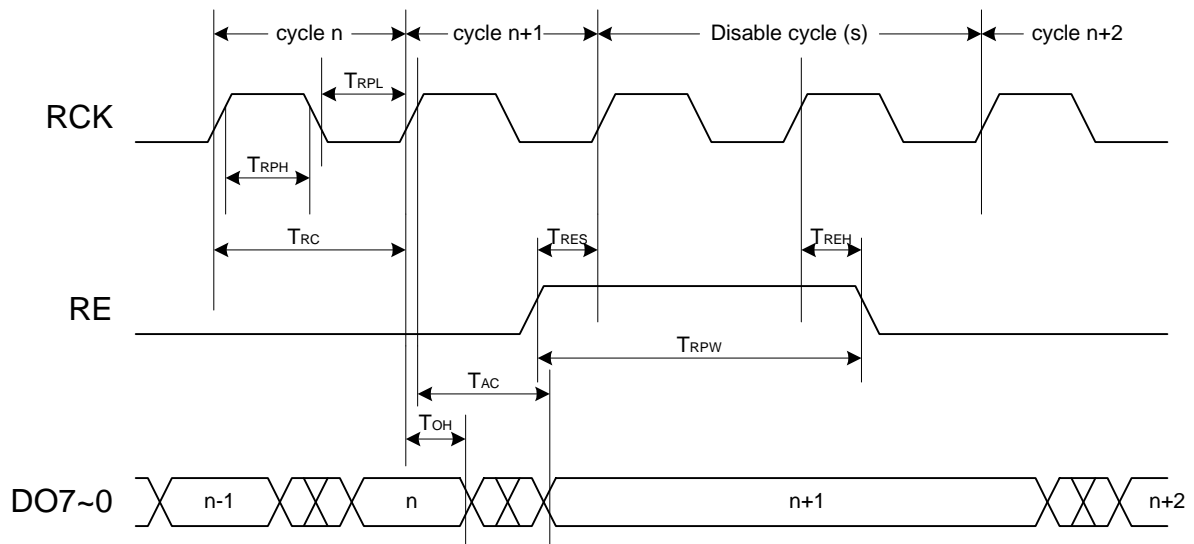 cycle n
cycle n+1
Disable cycle (s)
cycle n+2
TRPL
RCK
TRPH
TRC
TRES
TREH
RE
TRPW
TAC
TOH
DO7~0
n-1
n
n+1
n+2